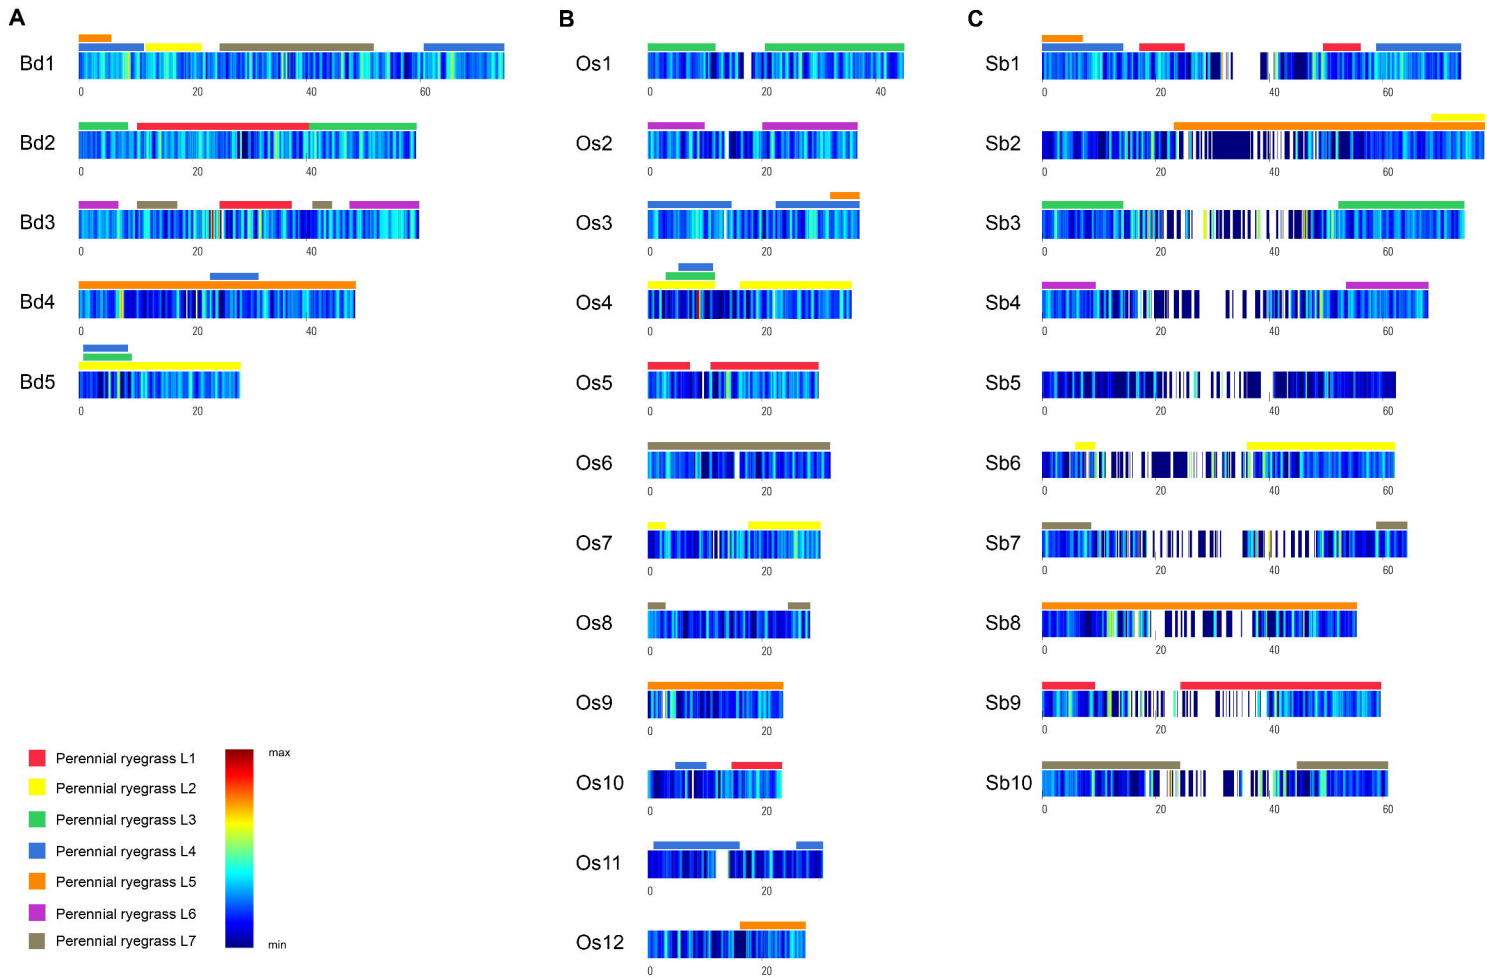 A
Bd1
0 20 40 60
Bd2
0 20 40
Bd3
0 20 40
Bd4
0 20 40
Bd5
0 20
Perennial ryegrass L1
Perennial ryegrass L2
Perennial ryegrass L3
Perennial ryegrass L4
Perennial ryegrass L5
Perennial ryegrass L6
Perennial ryegrass L7
max
min
B
Os1
0 20 40
Os2
0 20
Os3
0 20
Os4
0 20
Os5
0 20
Os6
0 20
Os7
0 20
Os8
0 20
Os9
0 20
Os10
0 20
Os11
0 20
Os12
0 20
C
Sb1
0 20 40 60
Sb2
0 20 40 60
Sb3
0 20 40 60
Sb4
0 20 40 60
Sb5
0 20 40 60
Sb6
0 20 40 60
Sb7
0 20 40 60
Sb8
0 20 40
Sb9
0 20 40
Sb10
0 20 40 60